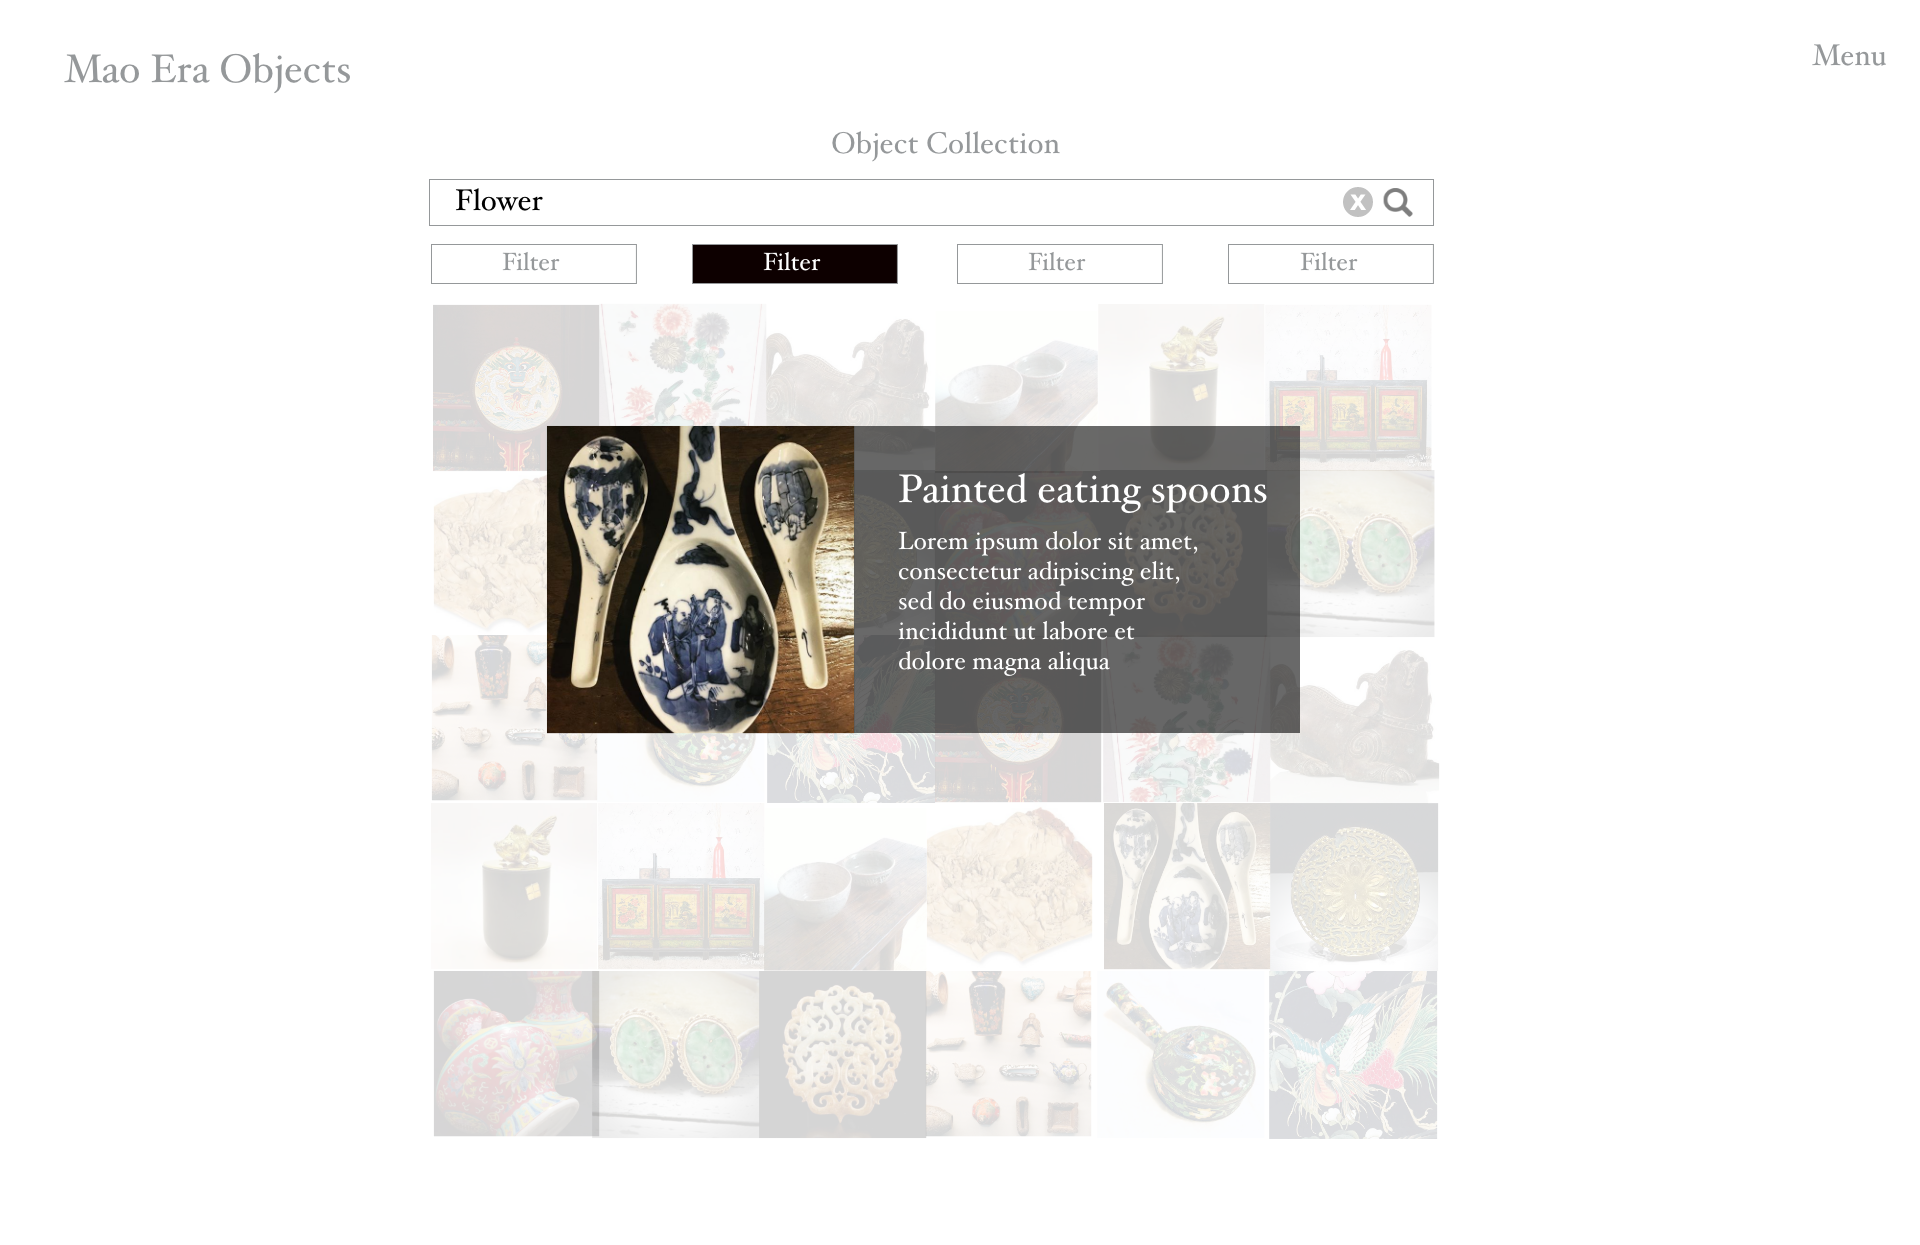 Mao Era Objects
Menu
Object Collection
Flower
X
Filter
Filter
Filter
Filter
Painted eating spoons
Lorem ipsum dolor sit amet,
consectetur adipiscing elit,
sed do eiusmod tempor
incididunt ut labore et
dolore magna aliqua